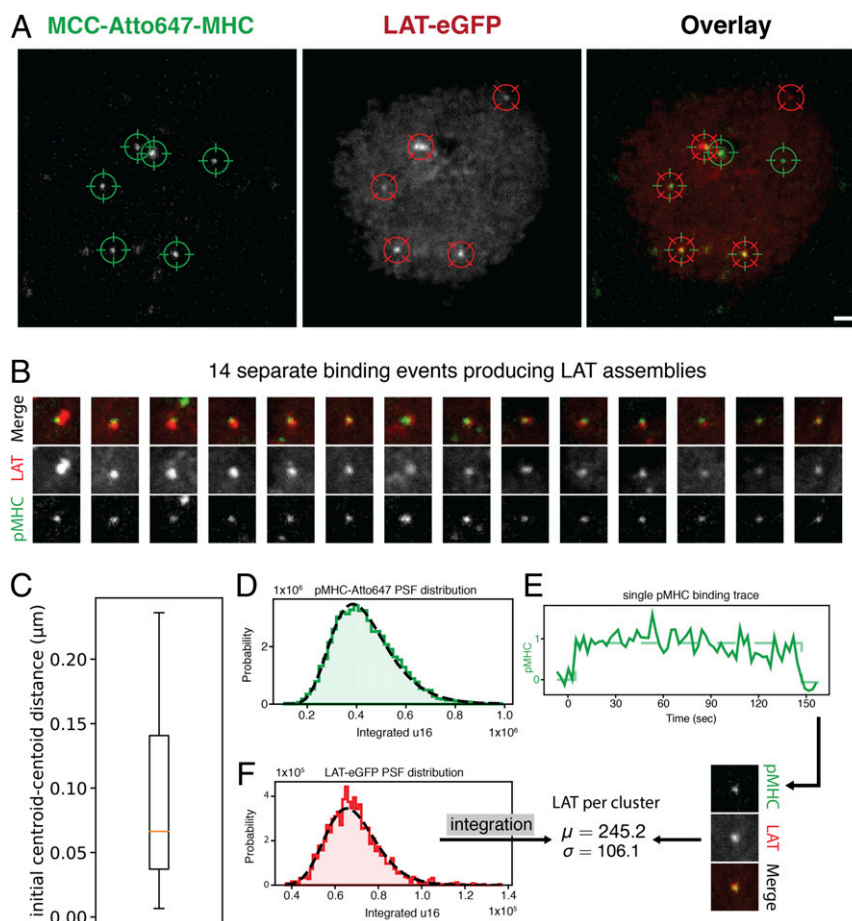 A
MCC-Atto647-MHC
LAT-eGFP
Overlay
B
14 separate binding events producing LAT assemblies
Merge
LAT
pMHC
C
initial centroid-centoid distance (µm)
0.20
0.15
0.10
0.05
0.00
D
1x10⁶
pMHC-Atto647 PSF distribution
Probability
2
0
0.2
0.4
0.6
0.8
1.0
Integrated u16
1x10⁶
E
single pMHC binding trace
pMHC
1
0
0
30
60
90
120
150
Time (sec)
F
1x10⁵
LAT-eGFP PSF distribution
Probability
4
2
0
0.4
0.6
0.8
1.0
1.2
1.4
Integrated u16
1x10⁵
integration
LAT per cluster
μ = 245.2
σ = 106.1
pMHC
LAT
Merge